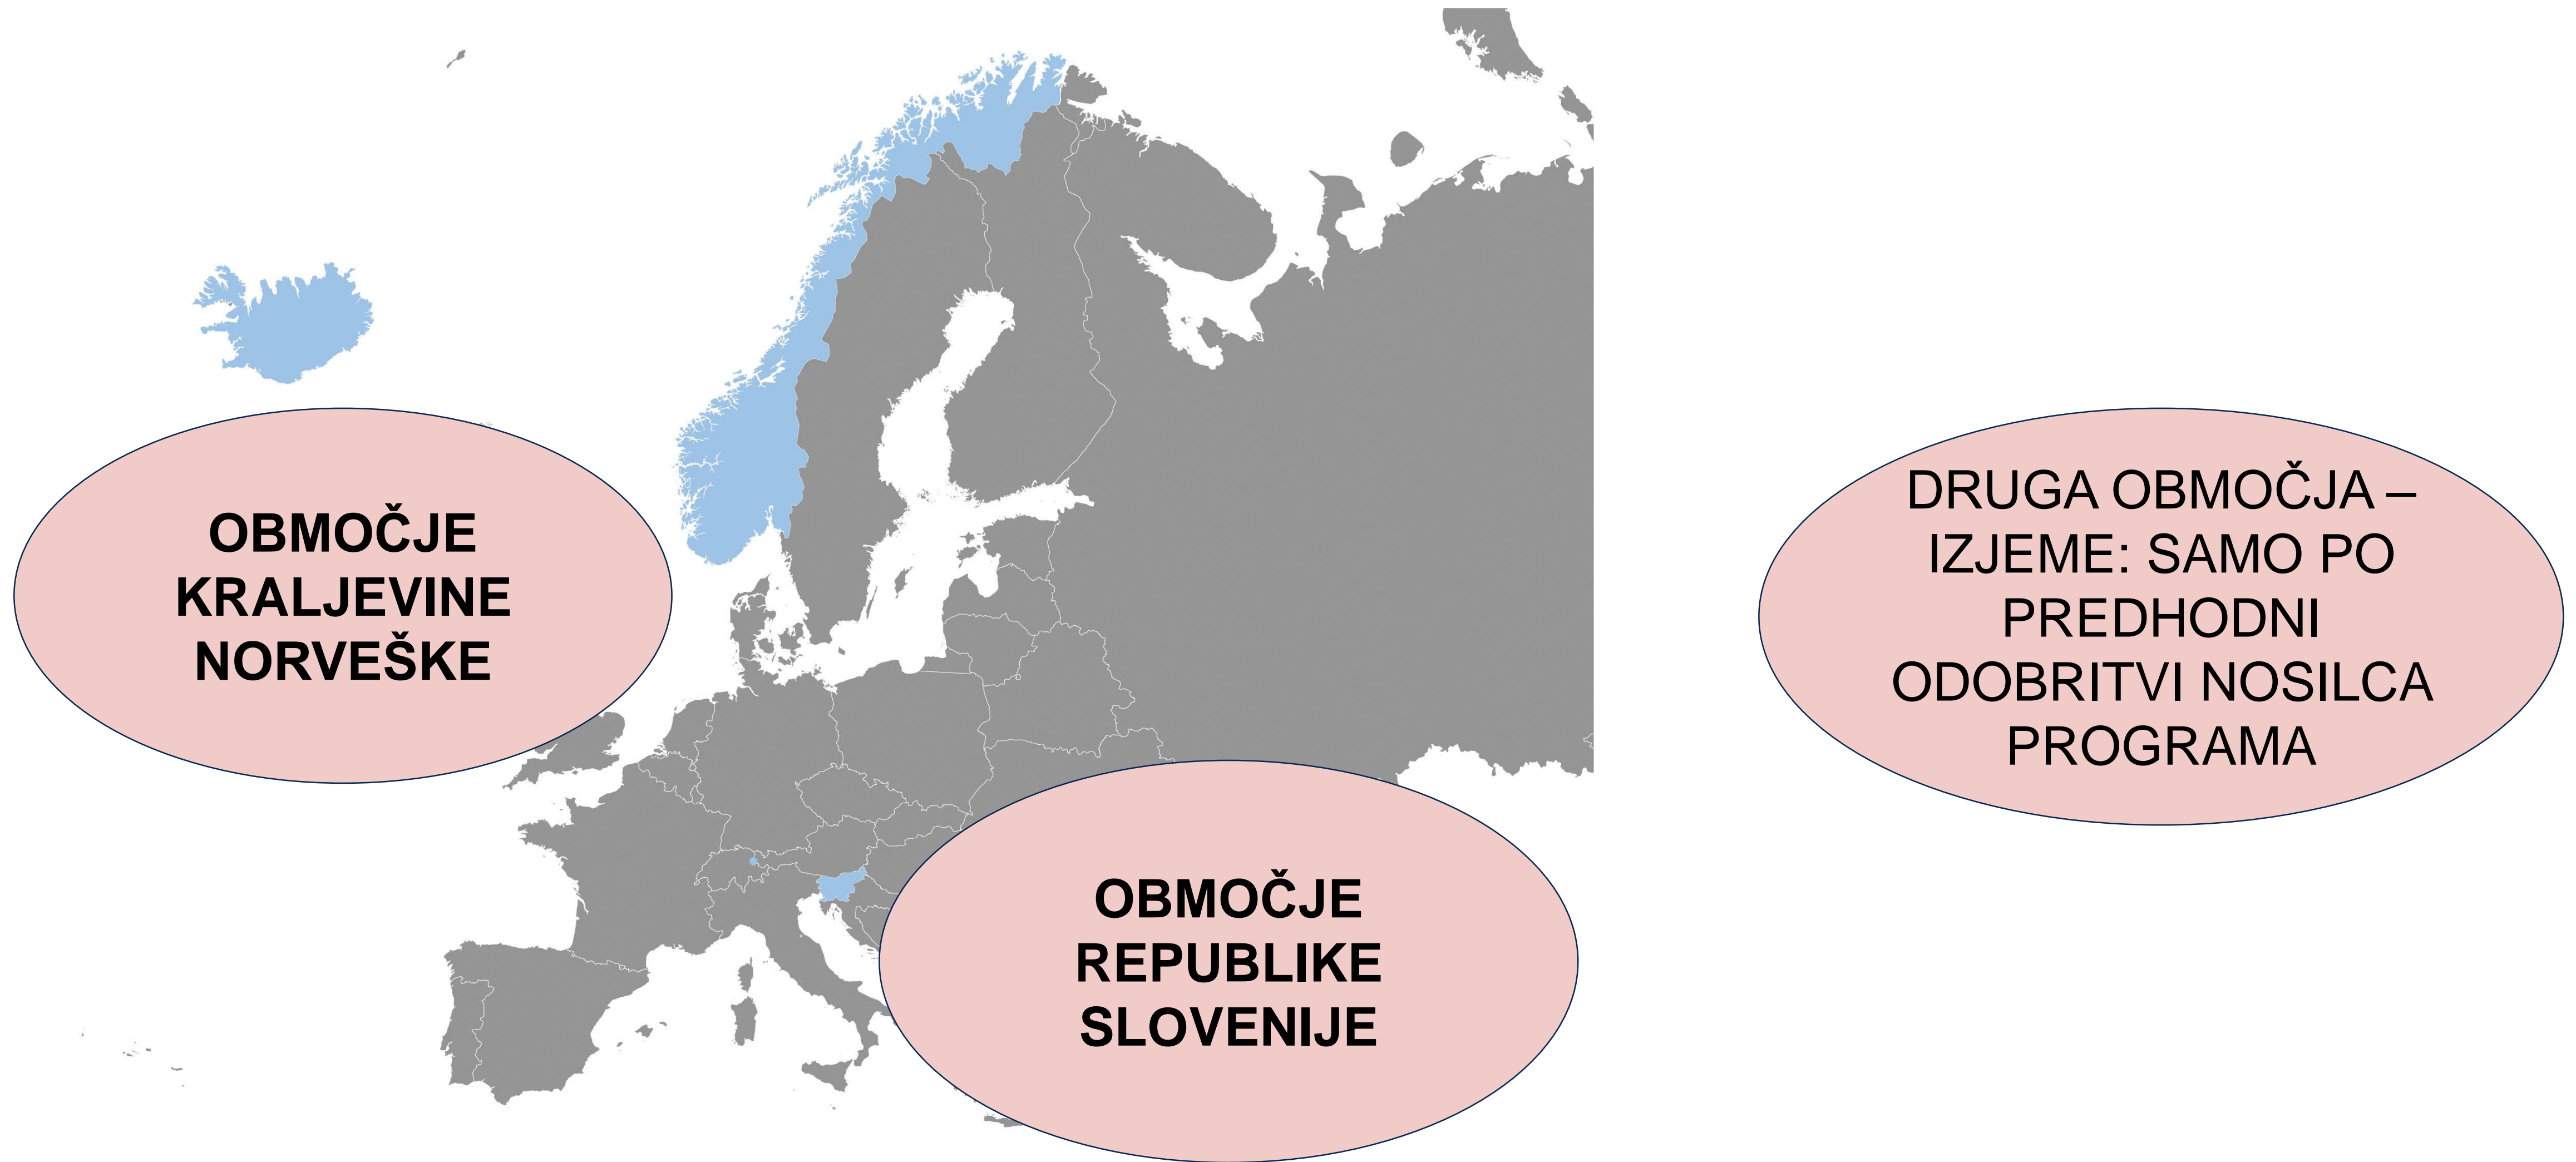 OBMOČJE
KRALJEVINE
NORVEŠKE
DRUGA OBMOČJA –
IZJEME: SAMO PO
PREDHODNI
ODOBRITVI NOSILCA
PROGRAMA
OBMOČJE
REPUBLIKE
SLOVENIJE